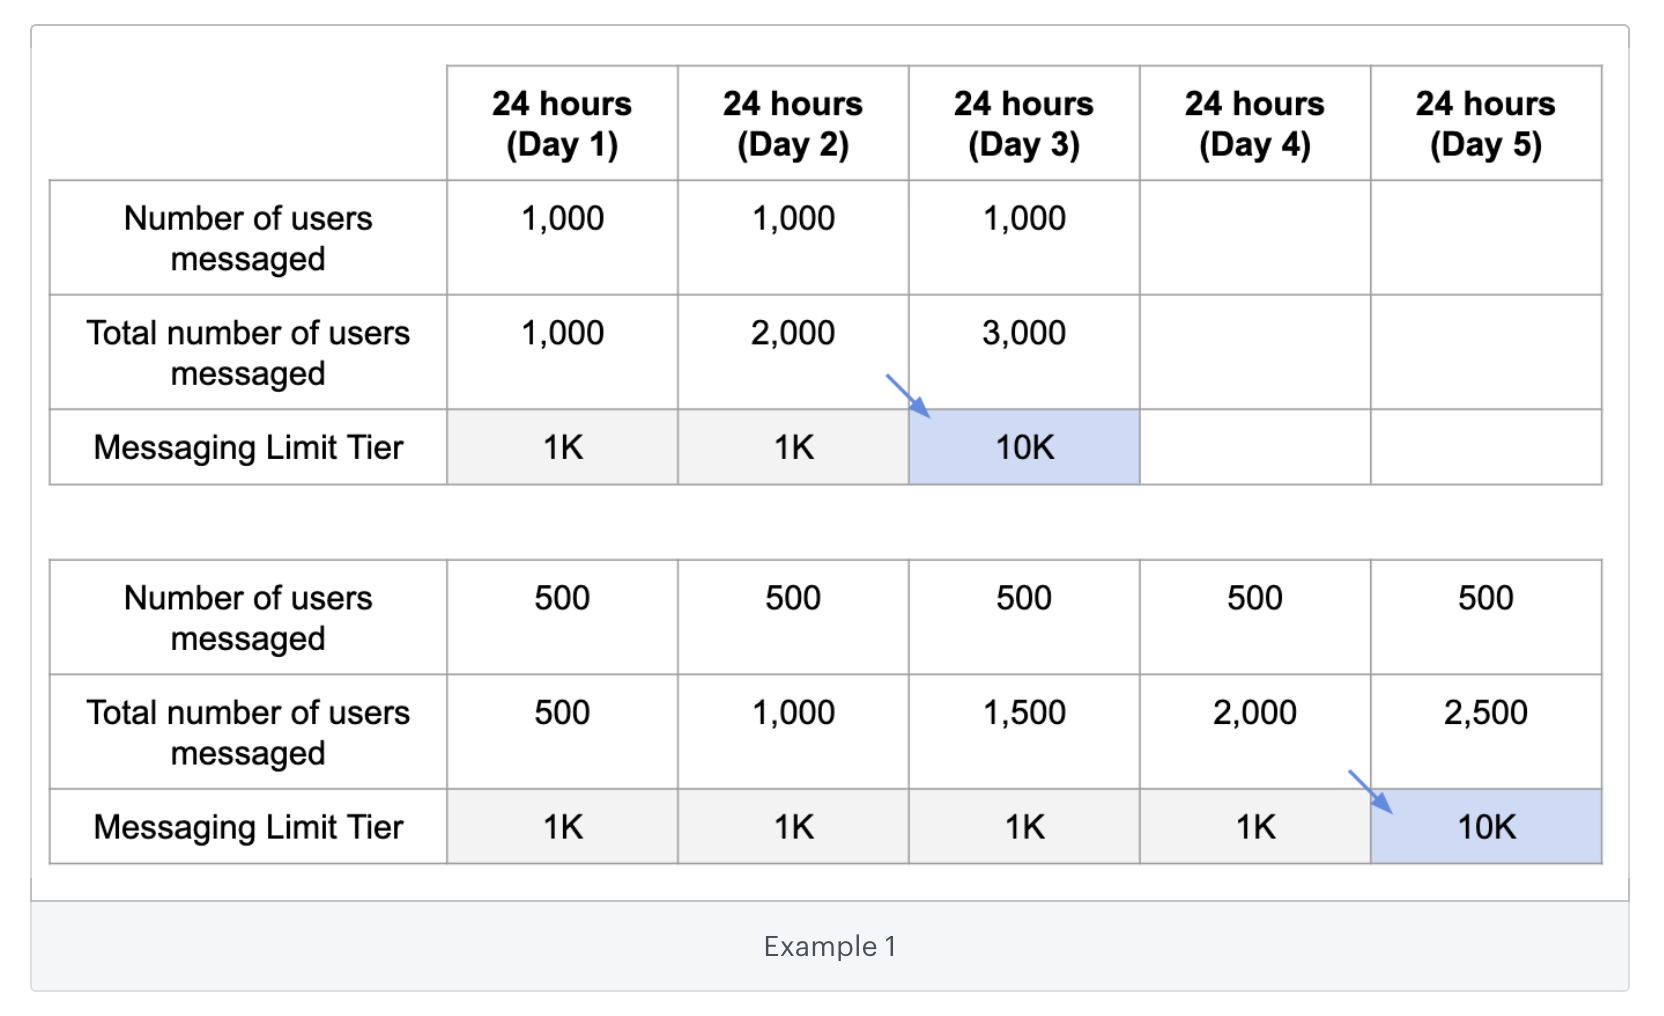 24 hours 24 hours 24 hours 24 hours 24 hours
(Day 1) (Day 2) (Day 3) (Day 4) (Day 5)
Number of users 1,000 1,000 1,000
messaged
Total number of users 1,000 2,000 3,000
messaged
Messaging Limit Tier 1K 1K 10K
Number of users 500 500 500 500 500
messaged
Total number of users 500 1,000 1,500 2,000 2,500
messaged
Messaging Limit Tier 1K 1K 1K 1K 10K
Example 1